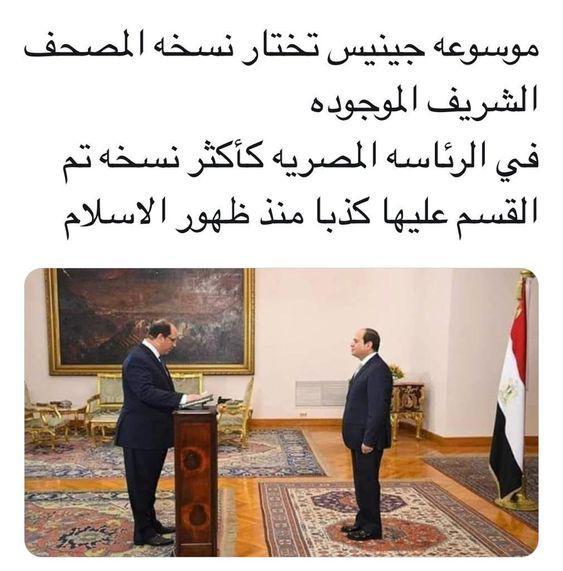 موسوعه جينيس تختار نسخه المصحف
الشريف الموجوده
في الرئاسه المصريه كأكثر نسخه تم
القسم عليها كذبا منذ ظهور الاسلام